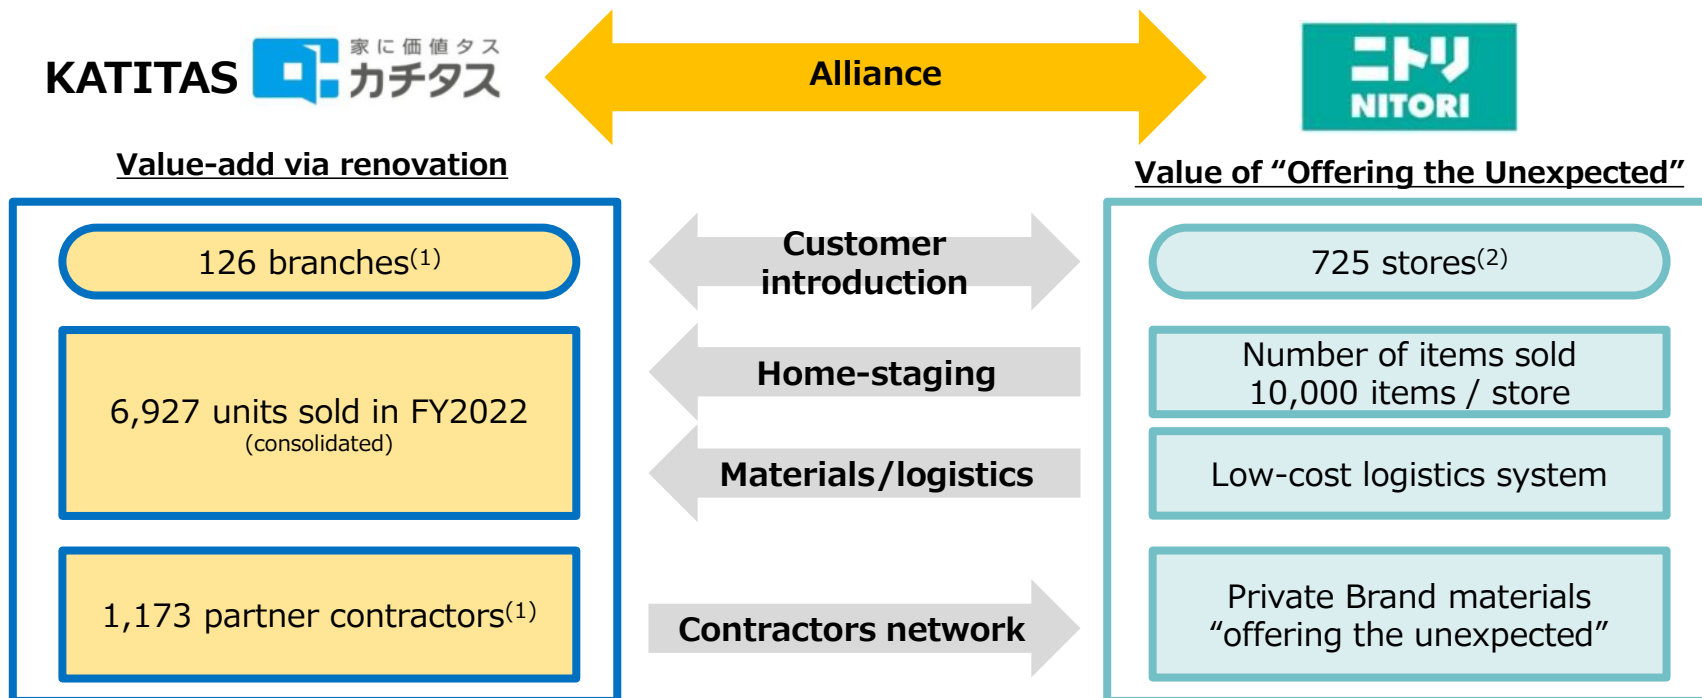 KATITAS
家に価値タス
カチタス
Alliance
ニトリ
NITORI
Value-add via renovation
Value of “Offering the Unexpected”
126 branches(1)
Customer
introduction
725 stores(2)
6,927 units sold in FY2022
(consolidated)
Home-staging
Number of items sold
10,000 items / store
Materials/logistics
Low-cost logistics system
1,173 partner contractors(1)
Contractors network
Private Brand materials
“offering the unexpected”